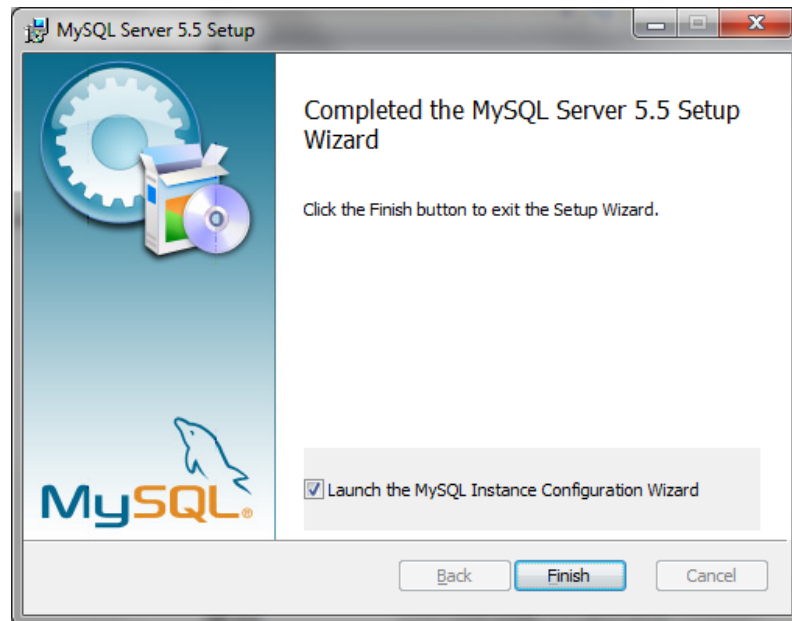 MySQL Server 5.5 Setup
Completed the MySQL Server 5.5 Setup
Wizard
Click the Finish button to exit the Setup Wizard.
MySQL®
Launch the MySQL Instance Configuration Wizard
Back Finish Cancel